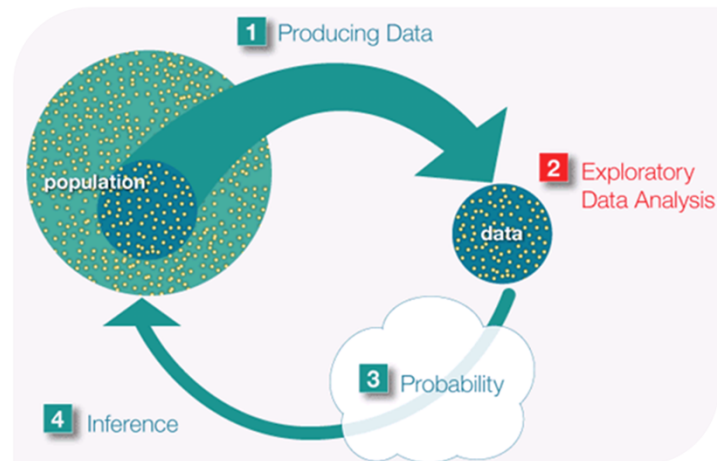 1 Producing Data
population
2 Exploratory
Data Analysis
data
3 Probability
4 Inference